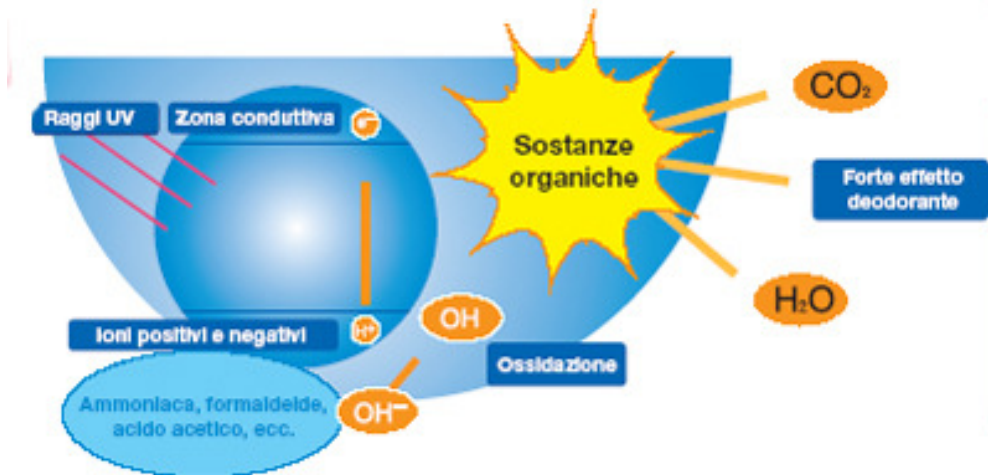 Raggi UV
Zona conduttiva
e⁻
Sostanze
organiche
CO₂
Forte effetto
deodorante
H₂O
Ioni positivi e negativi
H⁺
OH
Ossidazione
Ammoniaca, formaldeide,
acido acetico, ecc.
OH⁻